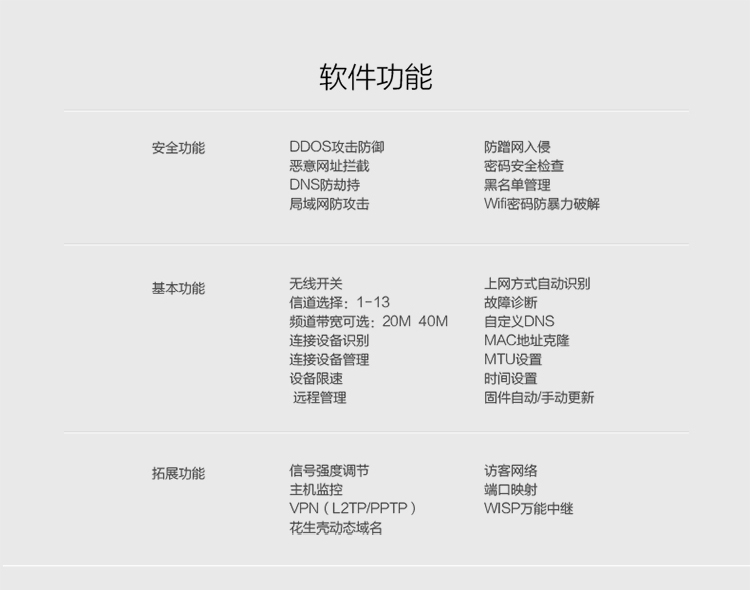 软件功能
安全功能
DDOS攻击防御 防蹭网入侵
恶意网址拦截 密码安全检查
DNS防劫持 黑名单管理
局域网防攻击 Wifi密码防暴力破解
基本功能
无线开关 上网方式自动识别
信道选择：1-13 故障诊断
频道带宽可选：20M 40M 自定义DNS
连接设备识别 MAC地址克隆
连接设备管理 MTU设置
设备限速 时间设置
远程管理 固件自动/手动更新
拓展功能
信号强度调节 访客网络
主机监控 端口映射
VPN（L2TP/PPTP） WISP万能中继
花生壳动态域名